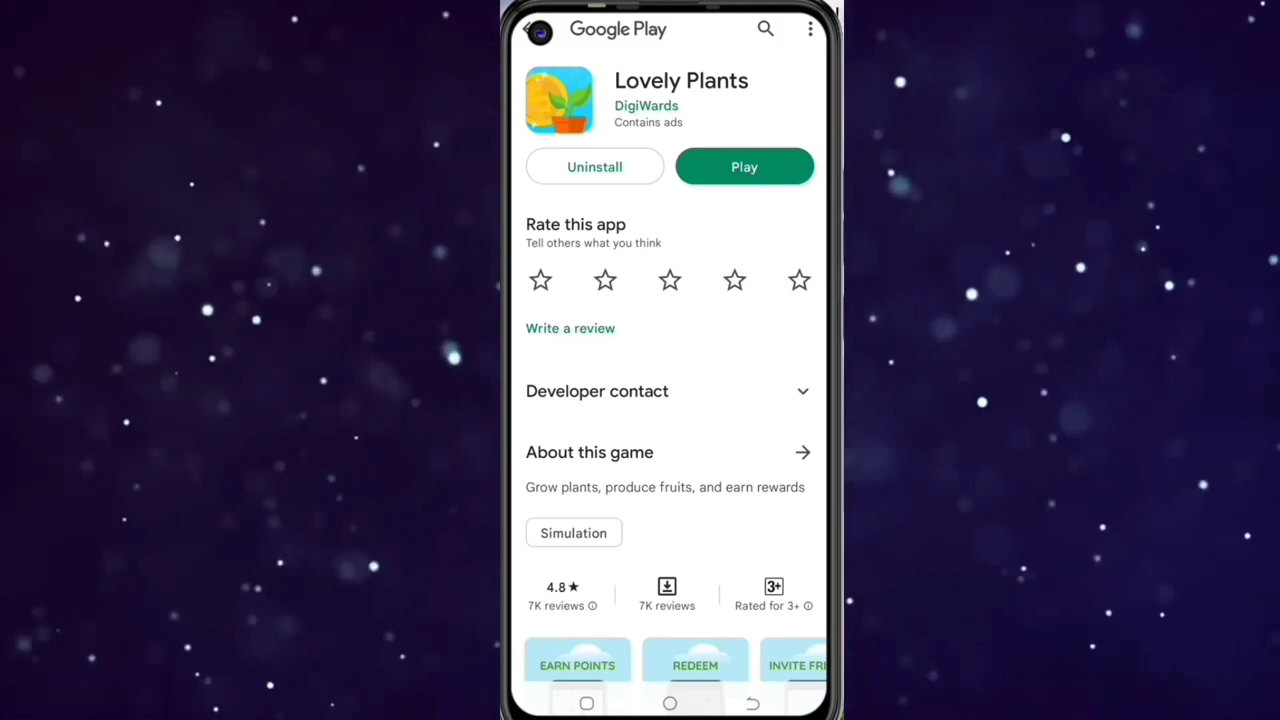 Google Play
Lovely Plants
DigiWards
Contains ads
Uninstall
Play
Rate this app
Tell others what you think
Write a review
Developer contact
About this game
Grow plants, produce fruits, and earn rewards
Simulation
4.8★
3+
7K reviews
7K reviews
Rated for 3+
EARN POINTS
REDEEM
INVITE FRI